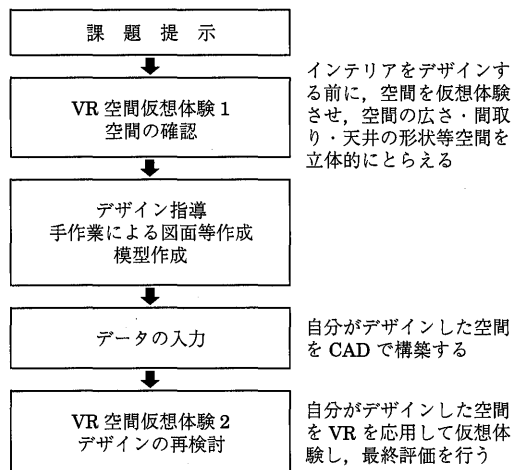 課題提示
VR 空間仮想体験 1
空間の確認
インテリアをデザインす
る前に，空間を仮想体験
させ，空間の広さ・間取
り・天井の形状等空間を
立体的にとらえる
デザイン指導
手作業による図面等作成
模型作成
データの入力
自分がデザインした空間
を CAD で構築する
VR 空間仮想体験 2
デザインの再検討
自分がデザインした空間
を VR を応用して仮想体
験し，最終評価を行う